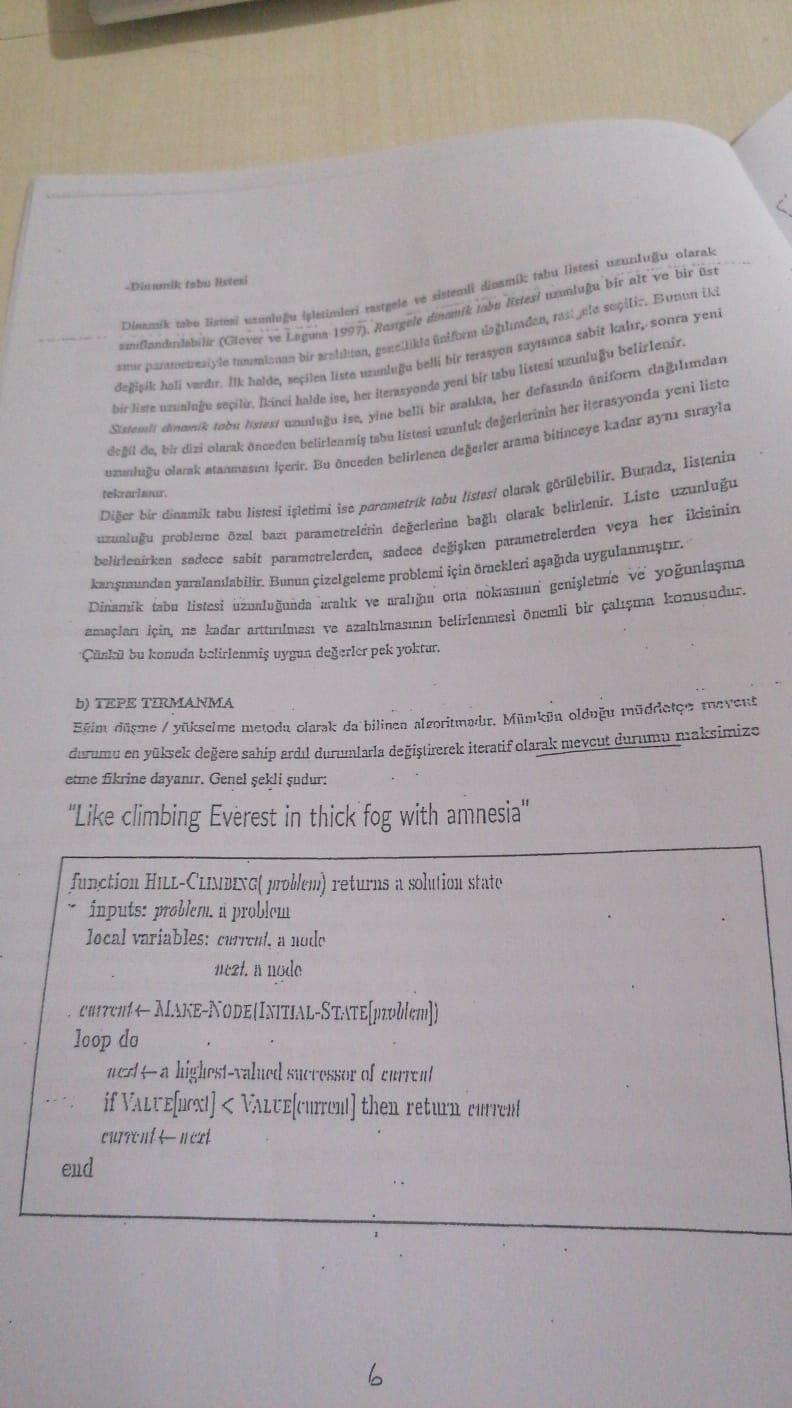 -Dinamik tabu listesi
Dinamik tabu listesi uzunluğu işletimleri rastgele ve sistemli dinamik tabu listesi uzunluğu olarak
sınıflandırılabilir (Glover ve Laguna 1997). Rastgele dinamik tabu listesi uzunluğu bir alt ve bir üst
sınır parametresiyle tanımlanan bir aralıktan, genellikle üniform dağılımdan, seçilir. Bunun iki
değişik hali vardır. İlk halde, seçilen liste uzunluğu belli bir terasyon sayısınca sabit kalır, sonra yeni
bir liste uzunluğu seçilir. İkinci halde ise, her iterasyonda yeni bir tabu listesi uzunluğu belirlenir.
Sistemli dinamik tabu listesi uzunluğu ise, yine belli bir aralıkta, her defasında üniform dağılımdan
değil de, bir dizi olarak önceden belirlenmiş tabu listesi uzunluk değerlerinin her iterasyonda yeni liste
uzunluğu olarak atanmasını içerir. Bu önceden belirlenen değerler arama bitinceye kadar aynı sırayla
tekrarlanır.
Diğer bir dinamik tabu listesi işletimi ise parametrik tabu listesi olarak görülebilir. Burada, listenin
uzunluğu probleme özel bazı parametrelerin değerlerine bağlı olarak belirlenir. Liste uzunluğu
belirlenirken sadece sabit parametrelerden, sadece değişken parametrelerden veya her ikisinin
karışımından yaralanılabilir. Bunun çizelgeleme problemi için örnekleri aşağıda uygulanmıştır.
Dinamik tabu listesi uzunluğunda aralık ve aralığın orta noktasının genişletme ve yoğunlaşma
amaçları için, ne kadar arttırılması ve azaltılmasının belirlenmesi önemli bir çalışma konusudur.
Çünkü bu konuda belirlenmiş uygun değerler pek yoktur.
b) TEPE TIRMANMA
Eğim düşme / yükselme metodu olarak da bilinen algoritmadır. Mümkün olduğu müddetçe mevcut
durumu en yüksek değere sahip ardıl durumlarla değiştirerek iteratif olarak mevcut durumu maksimize
etme fikrine dayanır. Genel şekli şudur:
"Like climbing Everest in thick fog with amnesia"
function HILL-CLIMBING( problem) returns a solution state
inputs: problem, a problem
local variables: current, a node
next, a node
current ← MAKE-NODE(INITIAL-STATE[problem])
loop do
next ← a highest-valued successor of current
if VALUE[next] < VALUE[current] then return current
current ← next
end
6